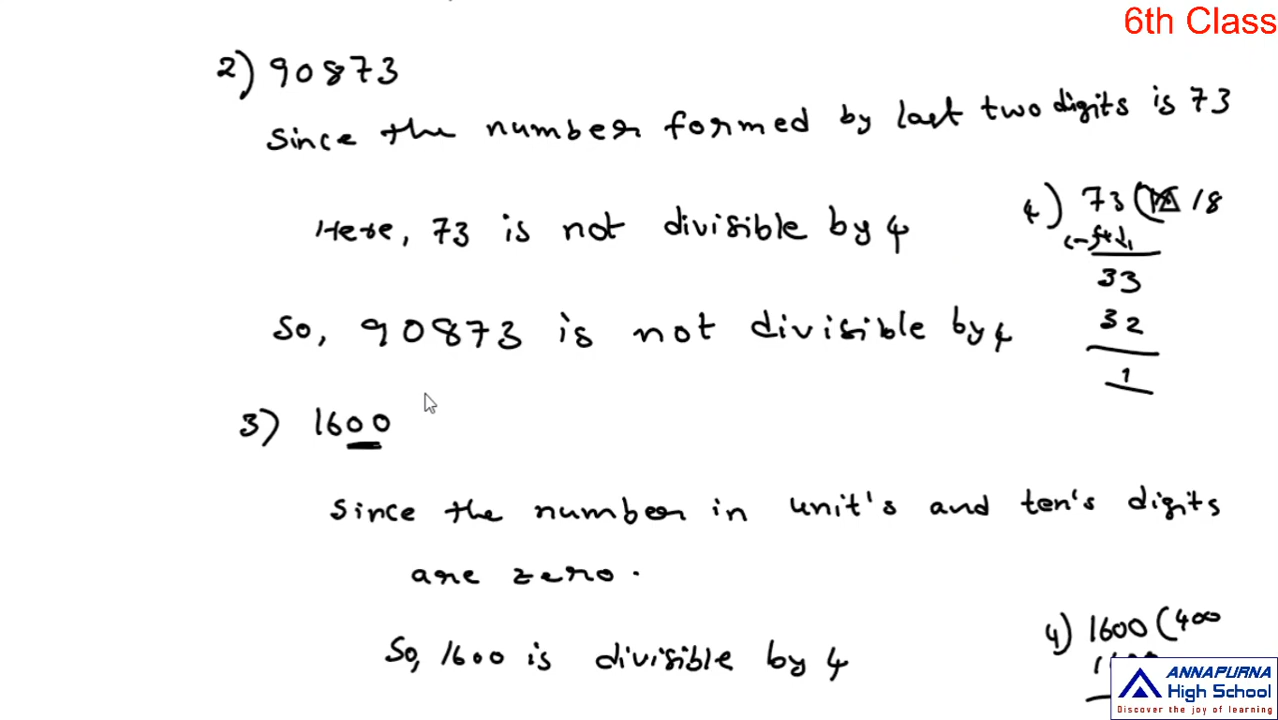 6th Class
2) 90873
Since the number formed by last two digits is 73
Here, 73 is not divisible by 4
4) 73 ( 18
33
32
1
So, 90873 is not divisible by 4
3) 1600
Since the number in unit's and ten's digits
are zero.
So, 1600 is divisible by 4
4) 1600 (400
ANNAPURNA
High School
Discover the joy of learning